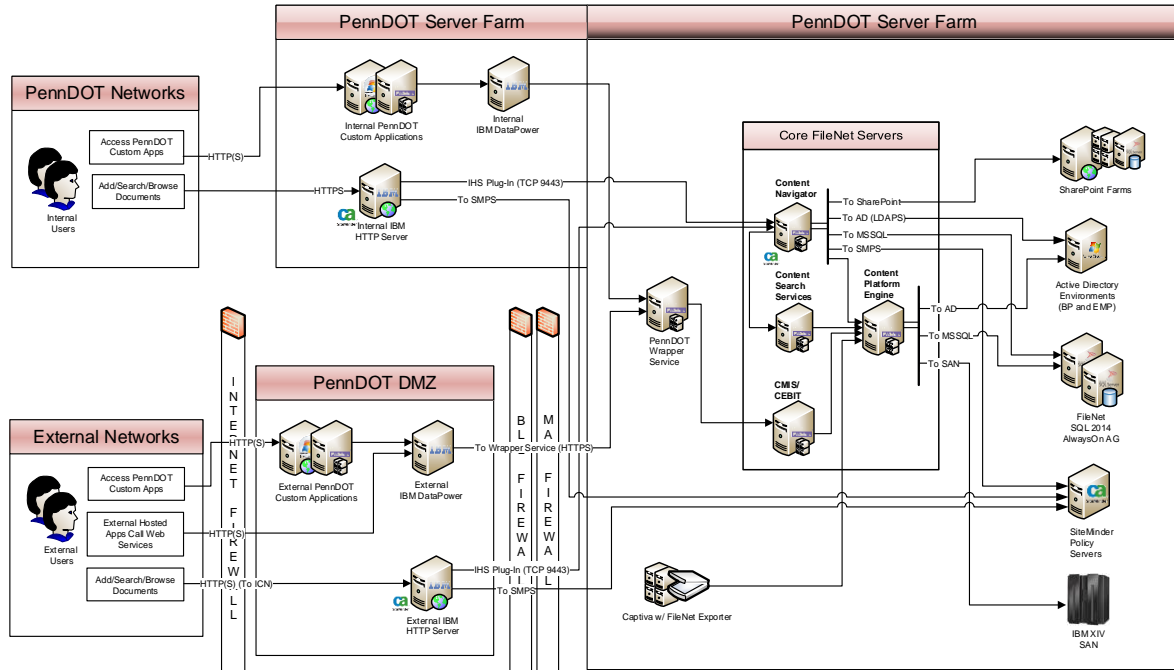 PennDOT Server Farm
PennDOT Server Farm
PennDOT Networks
Access PennDOT
Custom Apps
Add/Search/Browse
Documents
Internal
Users
HTTP(S)
HTTPS
Internal PennDOT
Custom Applications
Internal
IBM DataPower
ca
Internal IBM
HTTP Server
IHS Plug-In (TCP 9443)
To SMPS
Core FileNet Servers
Content
Navigator
ca
To SharePoint
To AD (LDAPS)
To MSSQL
To SMPS
Content
Search
Services
Content
Platform
Engine
To AD
To MSSQL
To SAN
CMIS/
CEBIT
PennDOT
Wrapper
Service
SharePoint Farms
Active Directory
Environments
(BP and EMP)
FileNet
SQL 2014
AlwaysOn AG
ca
SiteMinder
Policy
Servers
IBM XIV
SAN
External Networks
Access PennDOT
Custom Apps
External Hosted
Apps Call Web
Services
Add/Search/Browse
Documents
External
Users
HTTP(S)
HTTP(S)
HTTP(S) (To ICN)
PennDOT DMZ
External PennDOT
Custom Applications
External
IBM DataPower
To Wrapper Service (HTTPS)
ca
External IBM
HTTP Server
IHS Plug-In (TCP 9443)
To SMPS
Captiva w/ FileNet Exporter